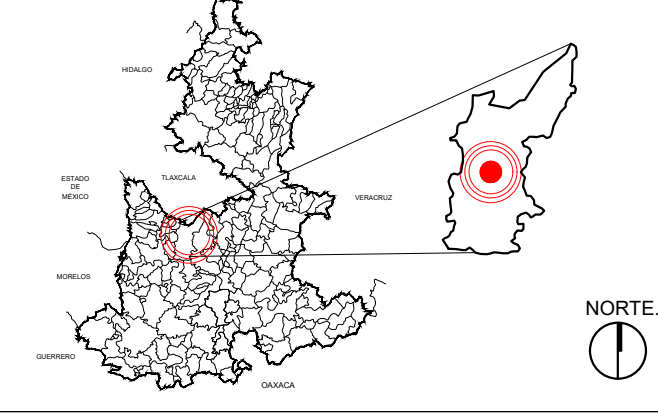 HIDALGO
TLAXCALA
ESTADO
DE
MÉXICO
VERACRUZ
MORELOS
NORTE.
GUERRERO
OAXACA